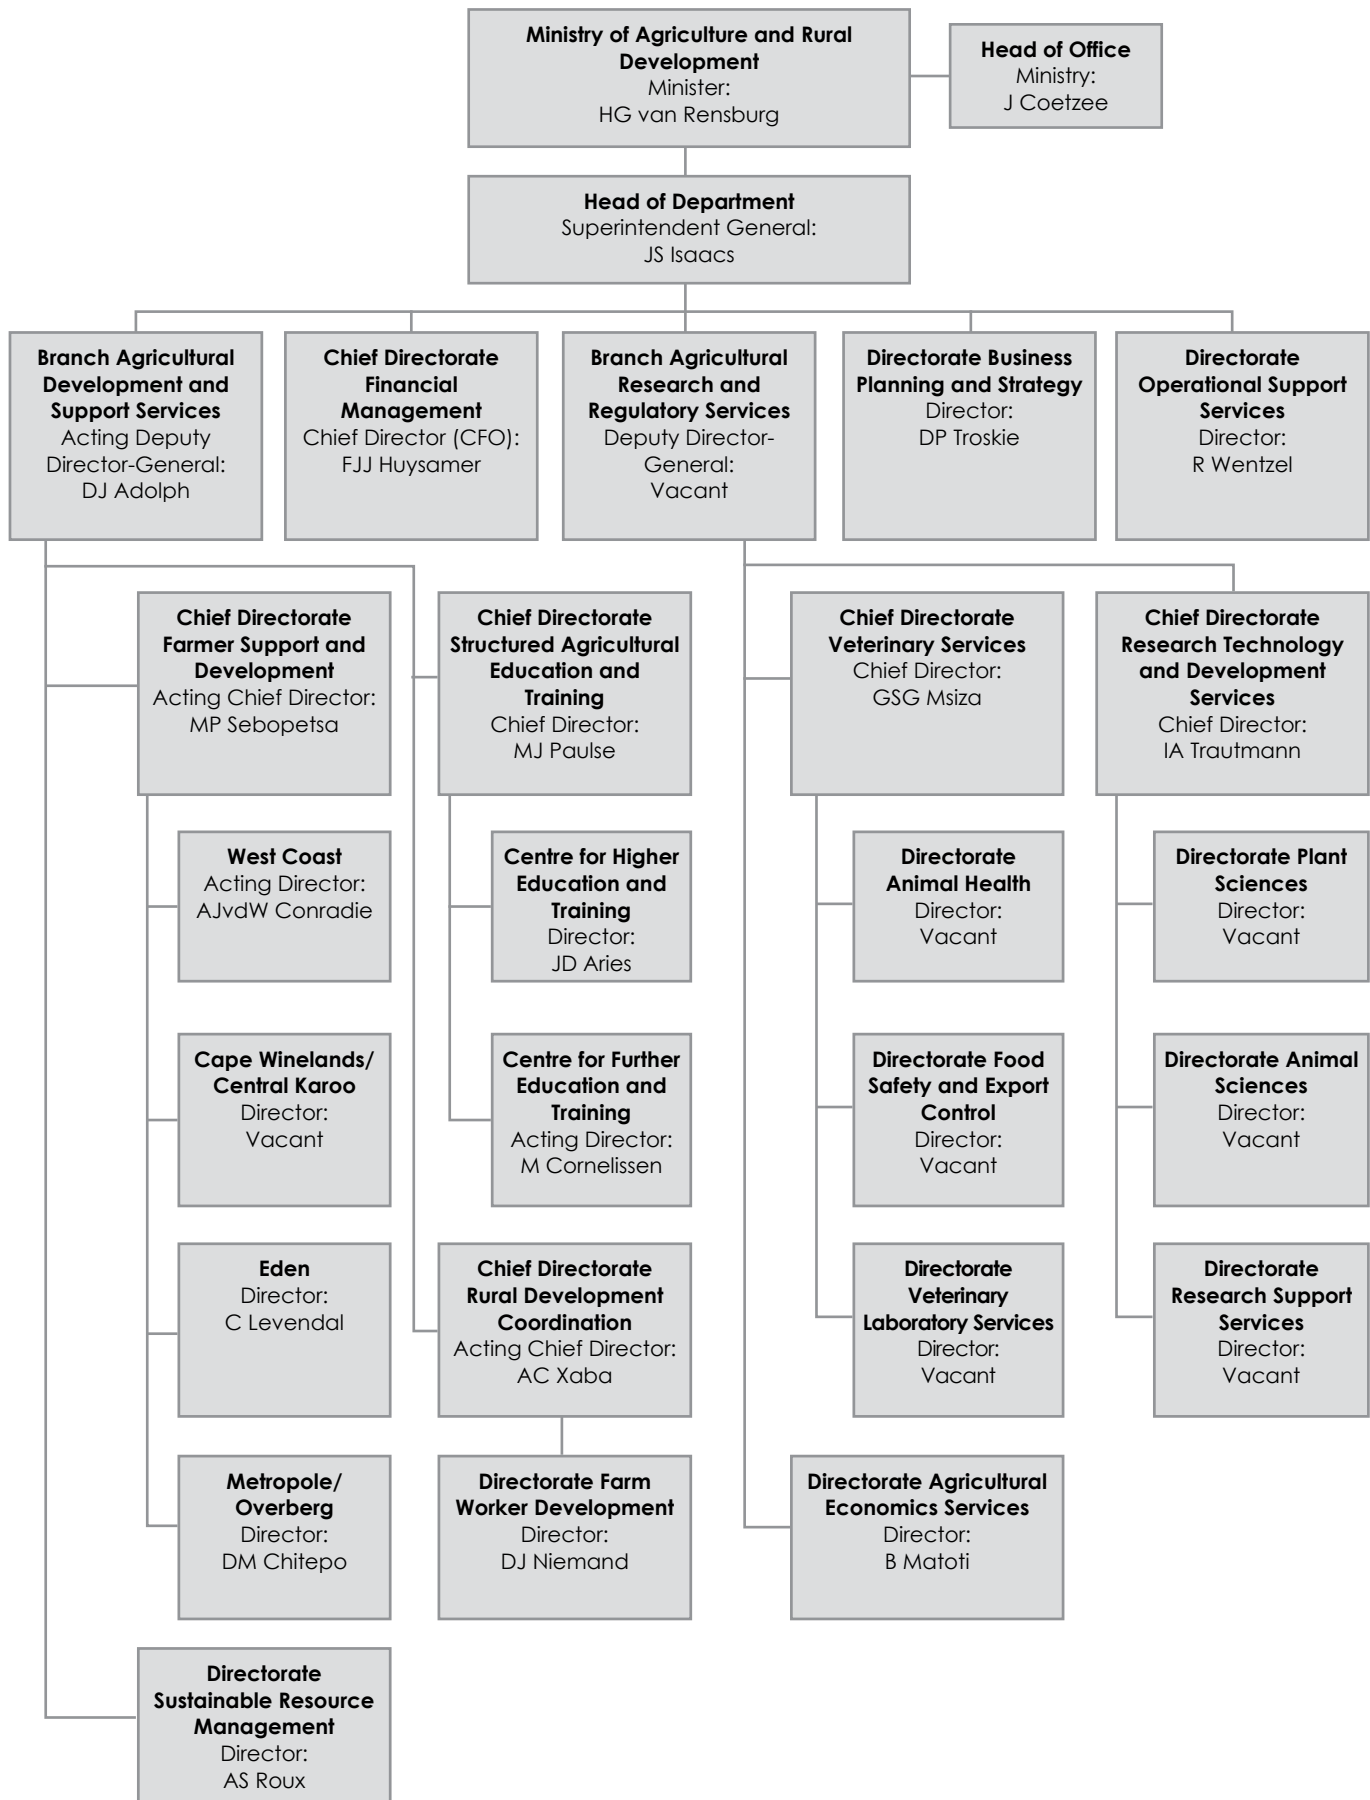 Ministry of Agriculture and Rural
Development
Minister:
HG van Rensburg
Head of Office
Ministry:
J Coetzee
Head of Department
Superintendent General:
JS Isaacs
Branch Agricultural
Development and
Support Services
Acting Deputy
Director-General:
DJ Adolph
Chief Directorate
Financial
Management
Chief Director (CFO):
FJJ Huysamer
Branch Agricultural
Research and
Regulatory Services
Deputy Director-
General:
Vacant
Directorate Business
Planning and Strategy
Director:
DP Troskie
Directorate
Operational Support
Services
Director:
R Wentzel
Chief Directorate
Farmer Support and
Development
Acting Chief Director:
MP Sebopetsa
Chief Directorate
Structured Agricultural
Education and
Training
Chief Director:
MJ Paulse
Chief Directorate
Veterinary Services
Chief Director:
GSG Msiza
Chief Directorate
Research Technology
and Development
Services
Chief Director:
IA Trautmann
West Coast
Acting Director:
AJvdW Conradie
Centre for Higher
Education and
Training
Director:
JD Aries
Directorate
Animal Health
Director:
Vacant
Directorate Plant
Sciences
Director:
Vacant
Cape Winelands/
Central Karoo
Director:
Vacant
Centre for Further
Education and
Training
Acting Director:
M Cornelissen
Directorate Food
Safety and Export
Control
Director:
Vacant
Directorate Animal
Sciences
Director:
Vacant
Eden
Director:
C Levendal
Chief Directorate
Rural Development
Coordination
Acting Chief Director:
AC Xaba
Directorate
Veterinary
Laboratory Services
Director:
Vacant
Directorate
Research Support
Services
Director:
Vacant
Metropole/
Overberg
Director:
DM Chitepo
Directorate Farm
Worker Development
Director:
DJ Niemand
Directorate Agricultural
Economics Services
Director:
B Matoti
Directorate
Sustainable Resource
Management
Director:
AS Roux